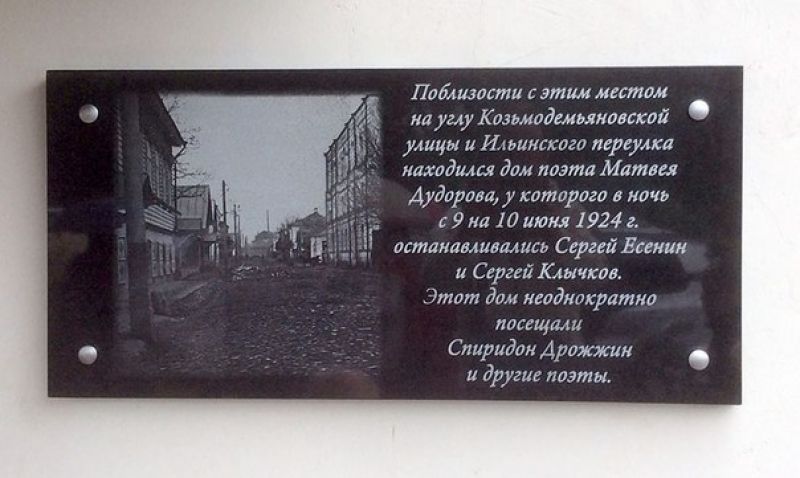 Поблизости с этим местом
на углу Козьмодемьяновской
улицы и Ильинского переулка
находился дом поэта Матвея
Дудорова, у которого в ночь
с 9 на 10 июня 1924 г.
останавливались Сергей Есенин
и Сергей Клычков.
Этот дом неоднократно
посещали
Спиридон Дрожжин
и другие поэты.